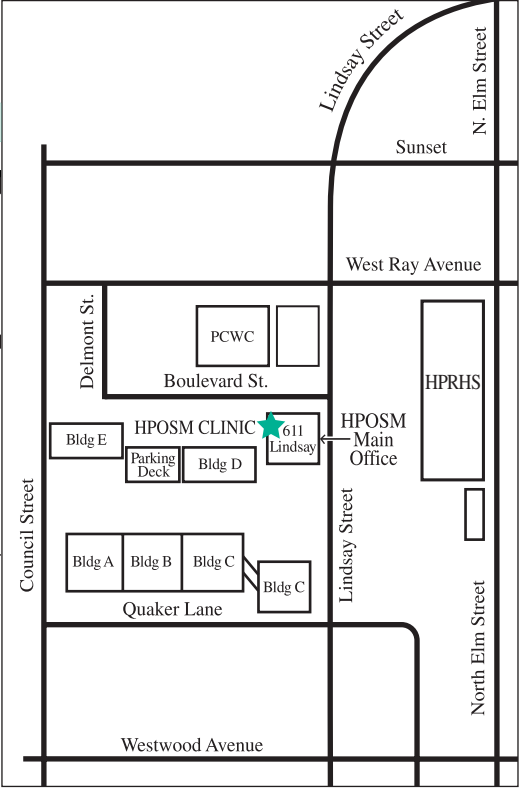 Lindsay Street
N. Elm Street
Sunset
West Ray Avenue
Delmont St.
PCWC
Boulevard St.
HPRHS
HPOSM CLINIC
611
Lindsay
HPOSM
Main
Office
Bldg E
Parking
Deck
Bldg D
Council Street
Lindsay Street
Bldg A
Bldg B
Bldg C
Bldg C
Quaker Lane
North Elm Street
Westwood Avenue